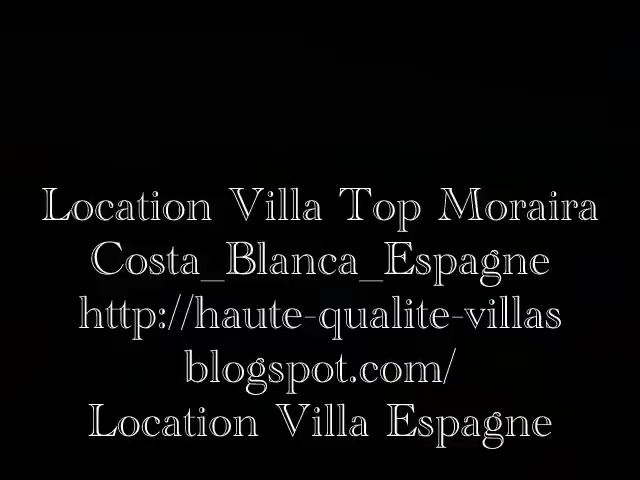 Location Villa Top Moraira
Costa_Blanca_Espagne
http://haute-qualite-villas
blogspot.com/
Location Villa Espagne